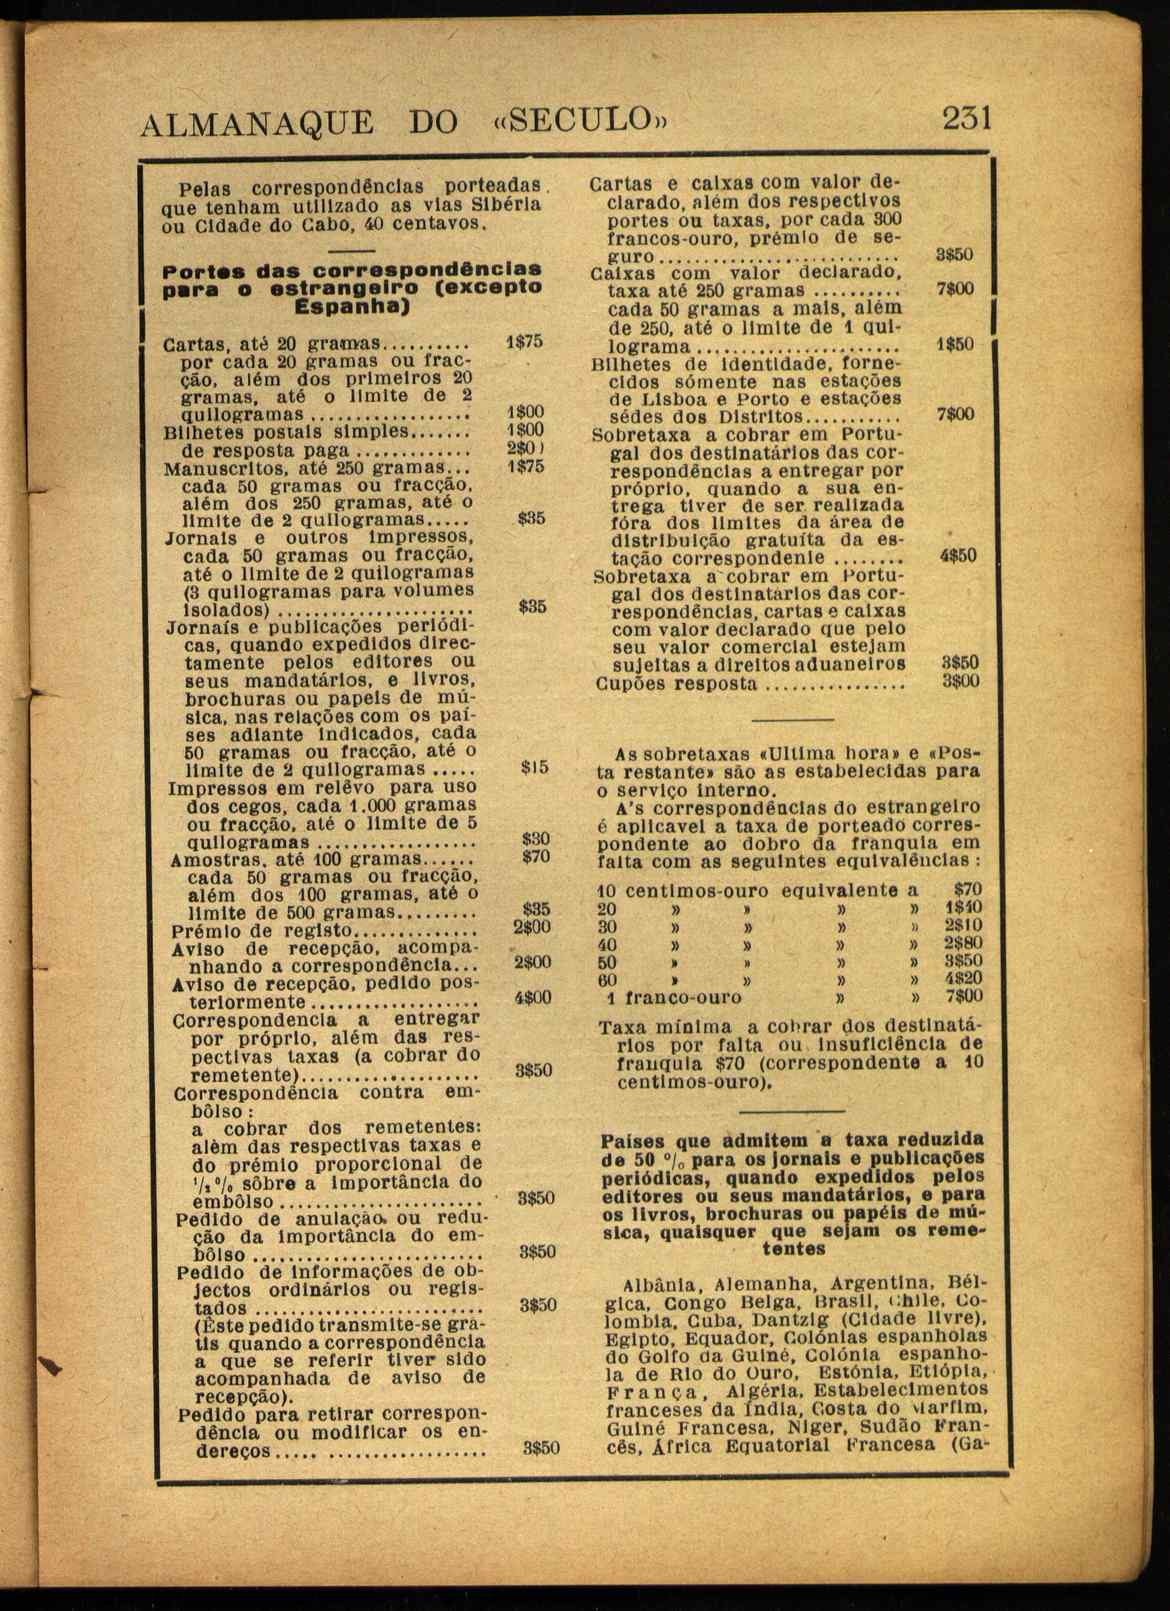 ALMANAQUE DO «SECULO» 231
Pelas correspondências porteadas
que tenham utilizado as vias Sibéria
ou Cidade do Cabo, 40 centavos.
Portes das correspondências
para o estrangeiro (excepto
Espanha)
Cartas, até 20 gramas.......... 1$75
por cada 20 gramas ou frac-
ção, além dos primeiros 20
gramas, até o limite de 2
quilogramas .................. 1$00
Bilhetes postais simples....... 1$00
de resposta paga ............. 2$0
Manuscritos, até 250 gramas... 1$75
cada 50 gramas ou fracção,
além dos 250 gramas, até o
limite de 2 quilogramas..... $35
Jornais e outros impressos,
cada 50 gramas ou fracção,
até o limite de 2 quilogramas
(3 quilogramas para volumes
isolados) ...................... $35
Jornais e publicações periódi-
cas, quando expedidos direc-
tamente pelos editores ou
seus mandatários, e livros,
brochuras ou papeis de mú-
sica, nas relações com os paí-
ses adiante indicados, cada
50 gramas ou fracção, até o
limite de 2 quilogramas ..... $15
Impressos em relêvo para uso
dos cegos, cada 1.000 gramas
ou fracção, até o limite de 5
quilogramas .................. $30
Amostras, até 100 gramas...... $70
cada 50 gramas ou fracção,
além dos 100 gramas, até o
limite de 500 gramas......... $35
Prémio de registo.............. 2$00
Aviso de recepção, acompa-
nhando a correspondência... 2$00
Aviso de recepção, pedido pos-
teriormente ................... 4$00
Correspondencia a entregar
por próprio, além das res-
pectivas taxas (a cobrar do
remetente).................... 3$50
Correspondência contra em-
bôlso :
a cobrar dos remetentes:
além das respectivas taxas e
do prémio proporcional de
1/2 % sôbre a importância do
embôlso ....................... 3$50
Pedido de anulação, ou redu-
ção da importância do em-
bôlso .......................... 3$50
Pedido de informações de ob-
jectos ordinários ou regis-
tados ......................... 3$50
(Êste pedido transmite-se grá-
tis quando a correspondência
a que se referir tiver sido
acompanhada de aviso de
recepção).
Pedido para retirar correspon-
dência ou modificar os en-
dereços........................ 3$50
Cartas e caixas com valor de-
clarado, além dos respectivos
portes ou taxas, por cada 300
francos-ouro, prémio de se-
guro........................... 3$50
Caixas com valor declarado,
taxa até 250 gramas .......... 7$00
cada 50 gramas a mais, além
de 250, até o limite de 1 qui-
lograma ....................... 1$50
Bilhetes de identidade, forne-
cidos sómente nas estações
de Lisboa e Porto e estações
sédes dos Distritos........... 7$00
Sobretaxa a cobrar em Portu-
gal dos destinatários das cor-
respondências a entregar por
próprio, quando a sua en-
trega tiver de ser realizada
fóra dos limites da área de
distribuição gratuíta da es-
tação correspondenie ........ 4$50
Sobretaxa a cobrar em Portu-
gal dos destinatários das cor-
respondências, cartas e caixas
com valor declarado que pelo
seu valor comercial estejam
sujeitas a direitos aduaneiros 3$50
Cupões resposta ................ 3$00
As sobretaxas «Ultima hora» e «Pos-
ta restante» são as estabelecidas para
o serviço interno.
A's correspondências do estrangeiro
é aplicavel a taxa de porteado corres-
pondente ao dobro da franquia em
falta com as seguintes equivalências :
10 centimos-ouro equivalente a $70
20 » » » » 1$40
30 » » » » 2$10
40 » » » » 2$80
50 » » » » 3$50
60 » » » » 4$20
1 franco-ouro » » 7$00
Taxa mínima a cobrar dos destinatá-
rios por falta ou insuficiência de
franquia $70 (correspondente a 10
centimos-ouro).
Países que admitem a taxa reduzida
de 50 % para os jornais e publicações
periódicas, quando expedidos pelos
editores ou seus mandatários, e para
os livros, brochuras ou papéis de mú-
sica, quaisquer que sejam os reme-
tentes
Albânia, Alemanha, Argentina, Bél-
gica, Congo Belga, Brasil, Chile, Co-
lombia, Cuba, Dantzig (Cidade livre),
Egipto, Equador, Colónias espanholas
do Golfo da Guiné, Colónia espanho-
la de Rio do Ouro, Estónia, Etiópia,
França, Algéria, Estabelecimentos
franceses da Índia, Costa do Marfim,
Guiné Francesa, Niger, Sudão Fran-
cês, África Equatorial Francesa (Ga-